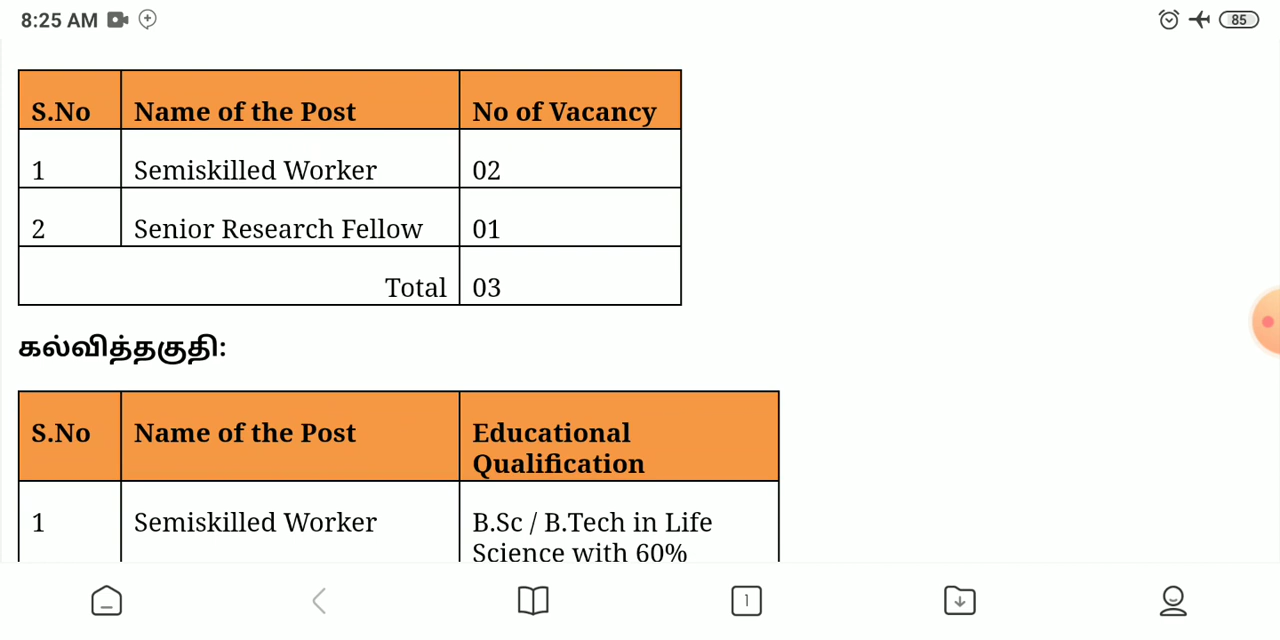 8:25 AM
85
S.No Name of the Post No of Vacancy
1 Semiskilled Worker 02
2 Senior Research Fellow 01
Total 03
கல்வித்தகுதி:
S.No Name of the Post Educational
Qualification
1 Semiskilled Worker B.Sc / B.Tech in Life
Science with 60%
1